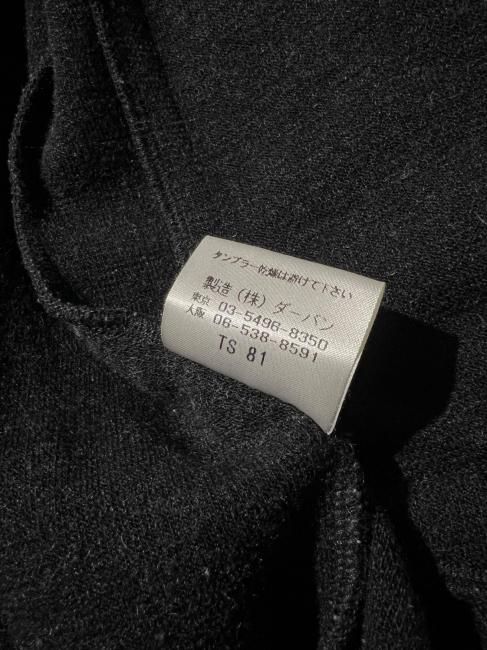 タンブラー乾燥は避けて下さい
製造(株)ダーバン
東京 03-5496-8350
大阪 06-538-8591
TS 81